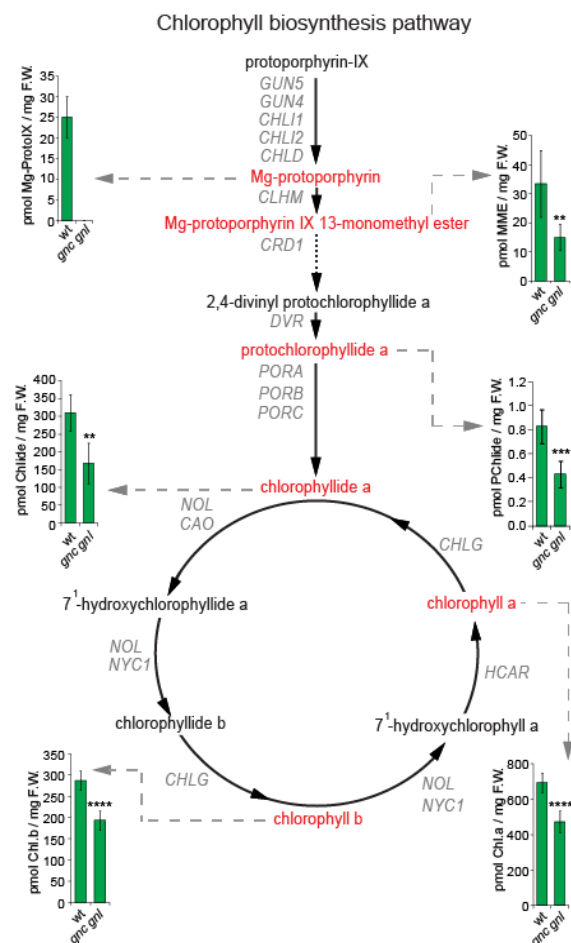 Chlorophyll biosynthesis pathway
protoporphyrin-IX
GUN5
GUN4
CHLI1
CHLI2
CHLD
Mg-protoporphyrin
CLHM
Mg-protoporphyrin IX 13-monomethyl ester
CRD1
2,4-divinyl protochlorophyllide a
DVR
protochlorophyllide a
PORA
PORB
PORC
chlorophyllide a
NOL
CAO
CHLG
7¹-hydroxychlorophyllide a
chlorophyll a
NOL
NYC1
HCAR
chlorophyllide b
7¹-hydroxychlorophyll a
CHLG
NOL
NYC1
chlorophyll b
pmol Mg-ProtoIX / mg F.W.
35
30
25
20
15
10
5
0
wt
gnc gnl
pmol MME / mg F.W.
50
40
30
20
10
0
**
wt
gnc gnl
pmol Chlide / mg F.W.
400
350
300
250
200
150
100
50
0
**
wt
gnc gnl
pmol PChlide / mg F.W.
1.2
1.0
0.8
0.6
0.4
0.2
0.0
***
wt
gnc gnl
pmol Chl.b / mg F.W.
350
300
250
200
150
100
50
0
****
wt
gnc gnl
pmol Chl.a / mg F.W.
800
600
400
200
0
****
wt
gnc gnl